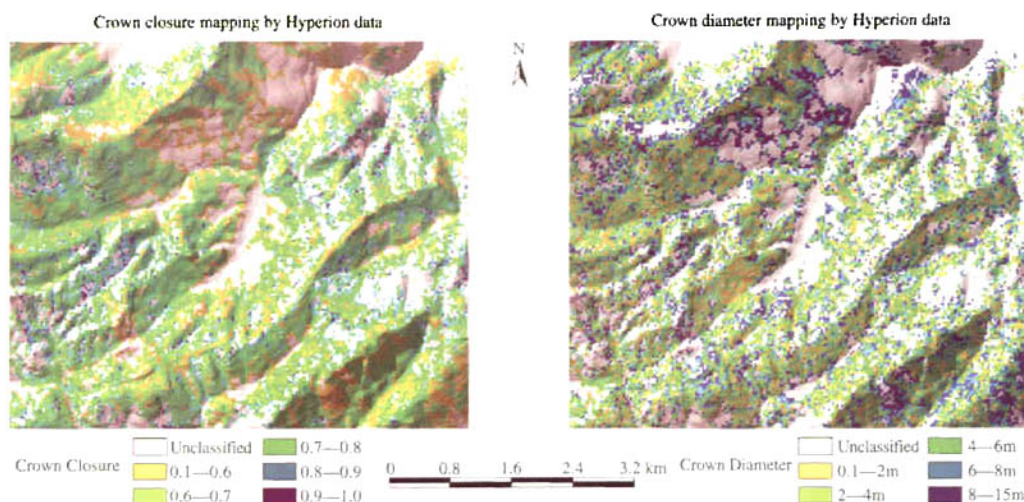 Crown closure mapping by Hyperion data
Crown diameter mapping by Hyperion data
N
Crown Closure
Unclassified
0.1—0.6
0.6—0.7
0.7—0.8
0.8—0.9
0.9—1.0
0 0.8 1.6 2.4 3.2 km
Crown Diameter
Unclassified
0.1—2m
2—4m
4—6m
6—8m
8—15m